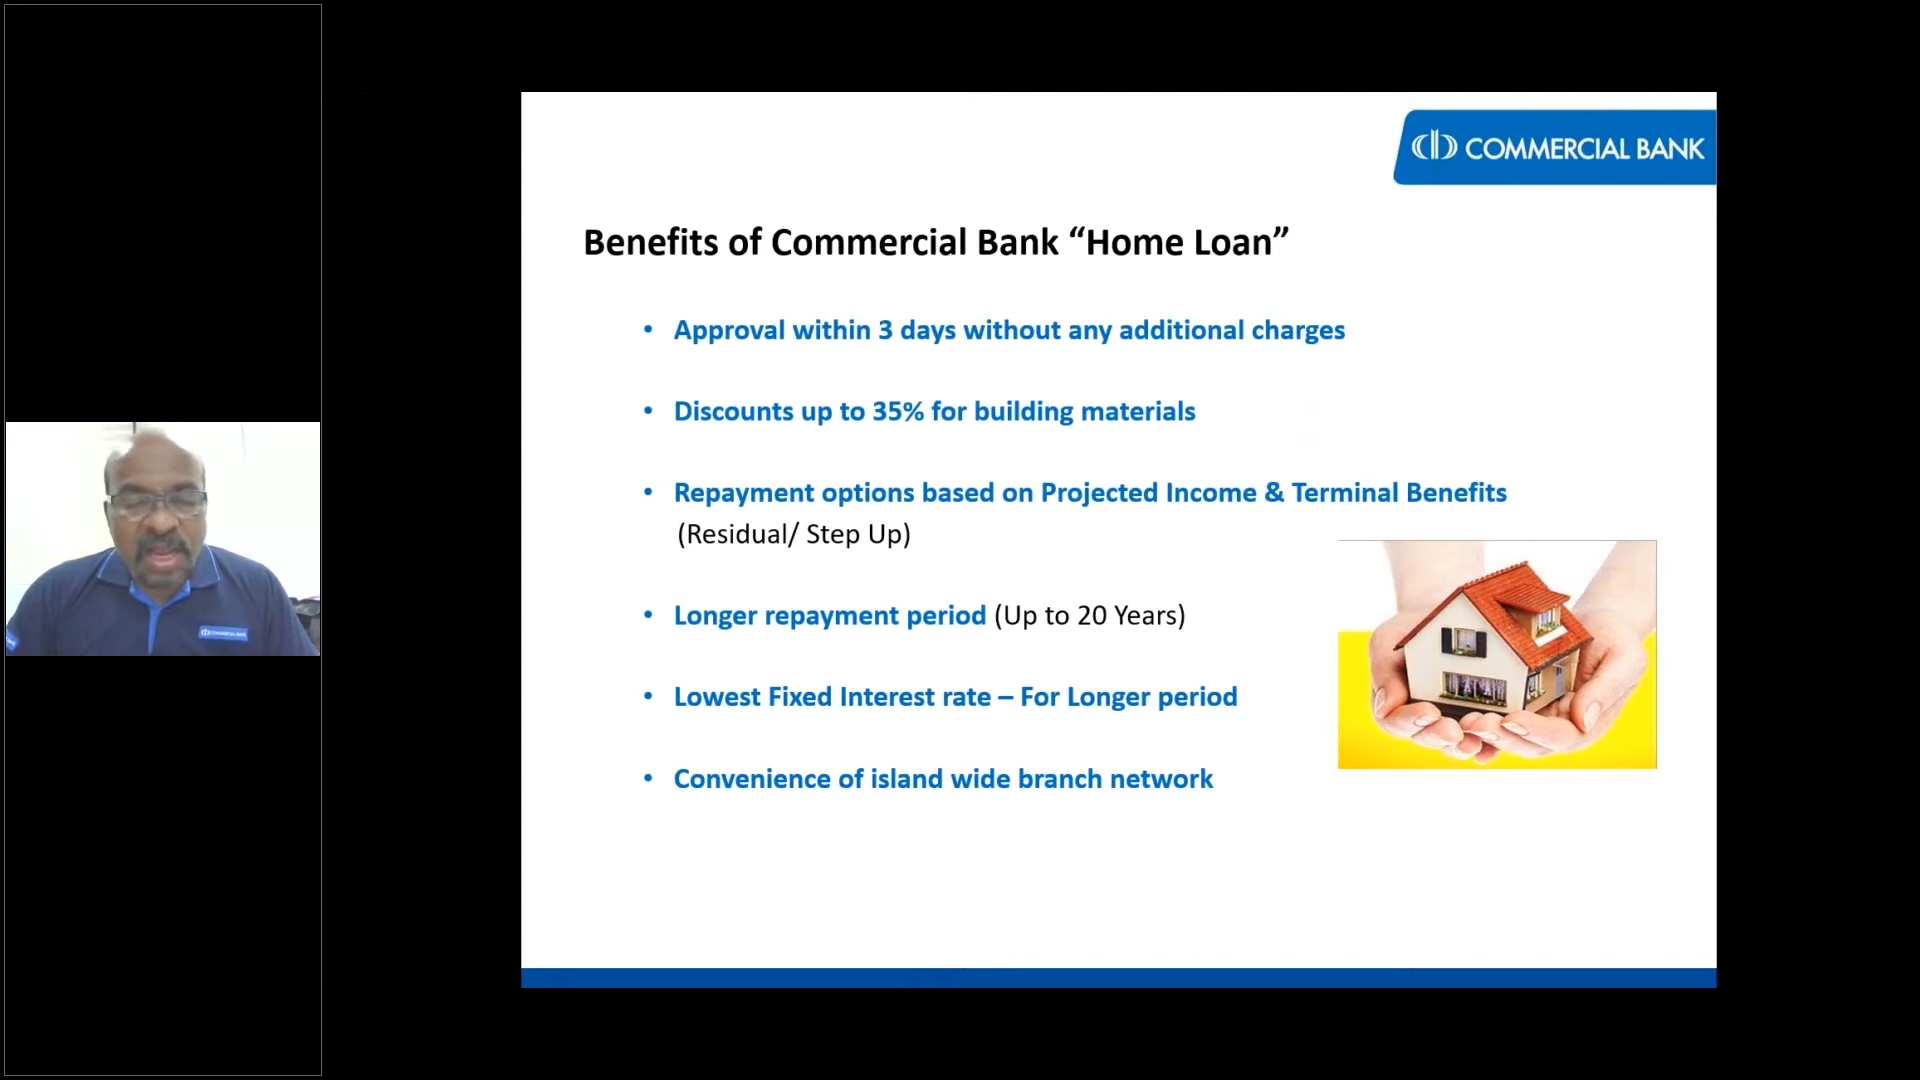 COMMERCIAL BANK
Benefits of Commercial Bank “Home Loan”
• Approval within 3 days without any additional charges
• Discounts up to 35% for building materials
• Repayment options based on Projected Income & Terminal Benefits
(Residual/ Step Up)
• Longer repayment period (Up to 20 Years)
• Lowest Fixed Interest rate – For Longer period
• Convenience of island wide branch network
COMMERCIAL BANK